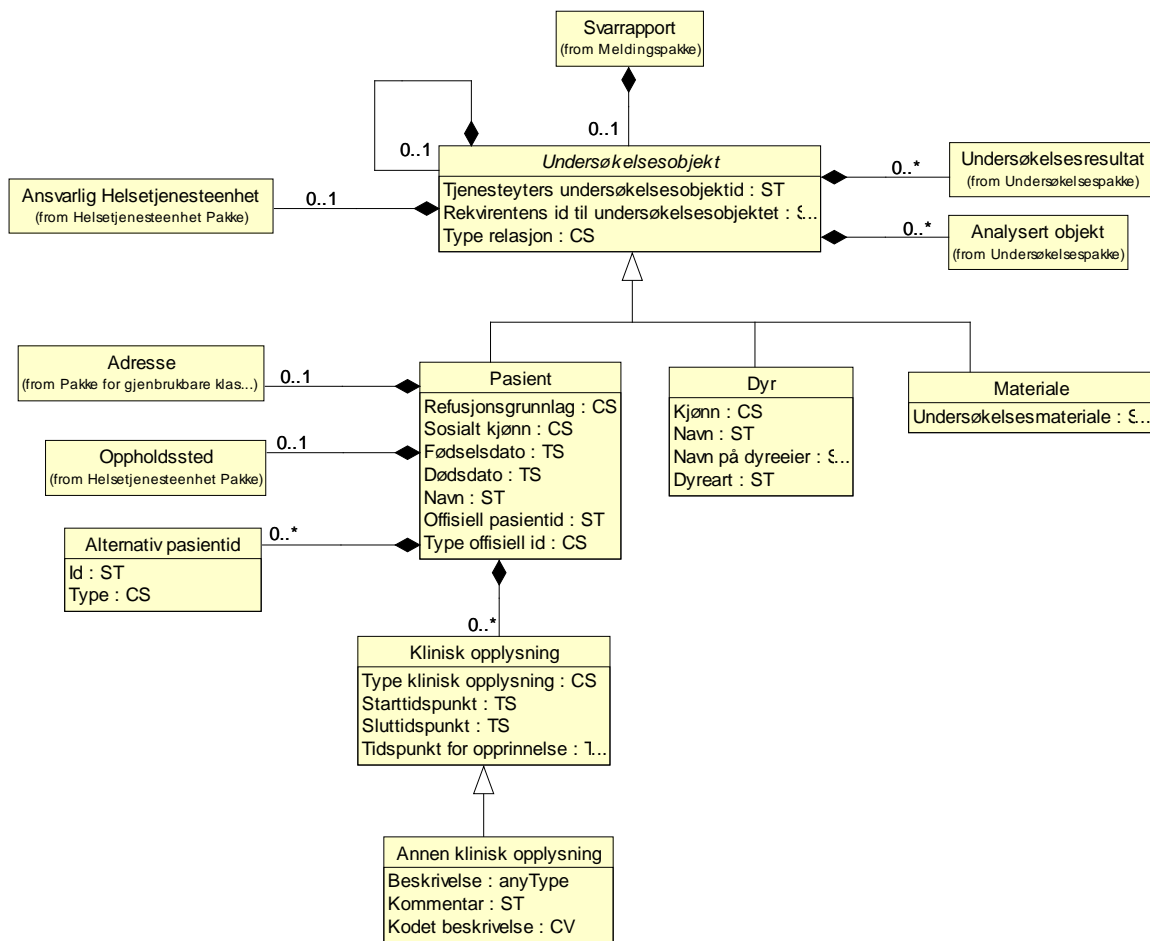 Svarrapport
(from Meldingspakke)
0..1
0..1
Undersøkelsesobjekt
Tjenesteyters undersøkelsesobjektid : ST
Rekvirentens id til undersøkelsesobjektet : S...
Type relasjon : CS
0..*
Undersøkelsesresultat
(from Undersøkelsespakke)
Ansvarlig Helsetjenesteenhet
(from Helsetjenesteenhet Pakke)
0..1
0..*
Analysert objekt
(from Undersøkelsespakke)
Adresse
(from Pakke for gjenbrukbare klas...)
0..1
Pasient
Refusjonsgrunnlag : CS
Sosialt kjønn : CS
Fødselsdato : TS
Dødsdato : TS
Navn : ST
Offisiell pasientid : ST
Type offisiell id : CS
Dyr
Kjønn : CS
Navn : ST
Navn på dyreeier : S...
Dyreart : ST
Materiale
Undersøkelsesmateriale : S...
Oppholdssted
(from Helsetjenesteenhet Pakke)
0..1
Alternativ pasientid
Id : ST
Type : CS
0..*
0..*
Klinisk opplysning
Type klinisk opplysning : CS
Starttidspunkt : TS
Sluttidspunkt : TS
Tidspunkt for opprinnelse : T...
Annen klinisk opplysning
Beskrivelse : anyType
Kommentar : ST
Kodet beskrivelse : CV